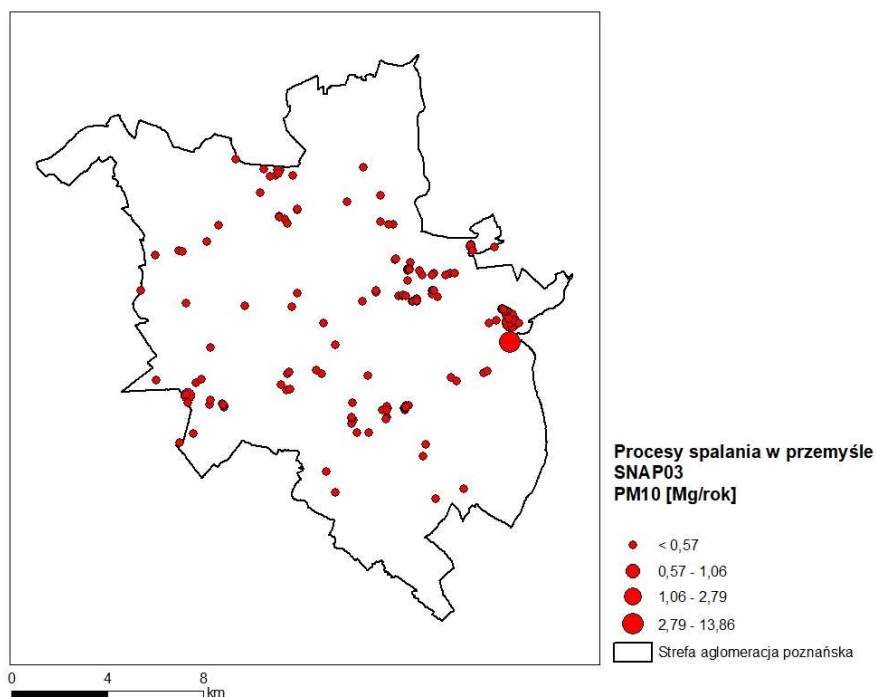 Procesy spalania w przemyśle
SNAP03
PM10 [Mg/rok]
< 0,57
0,57 - 1,06
1,06 - 2,79
2,79 - 13,86
Strefa aglomeracja poznańska
0 4 8
km